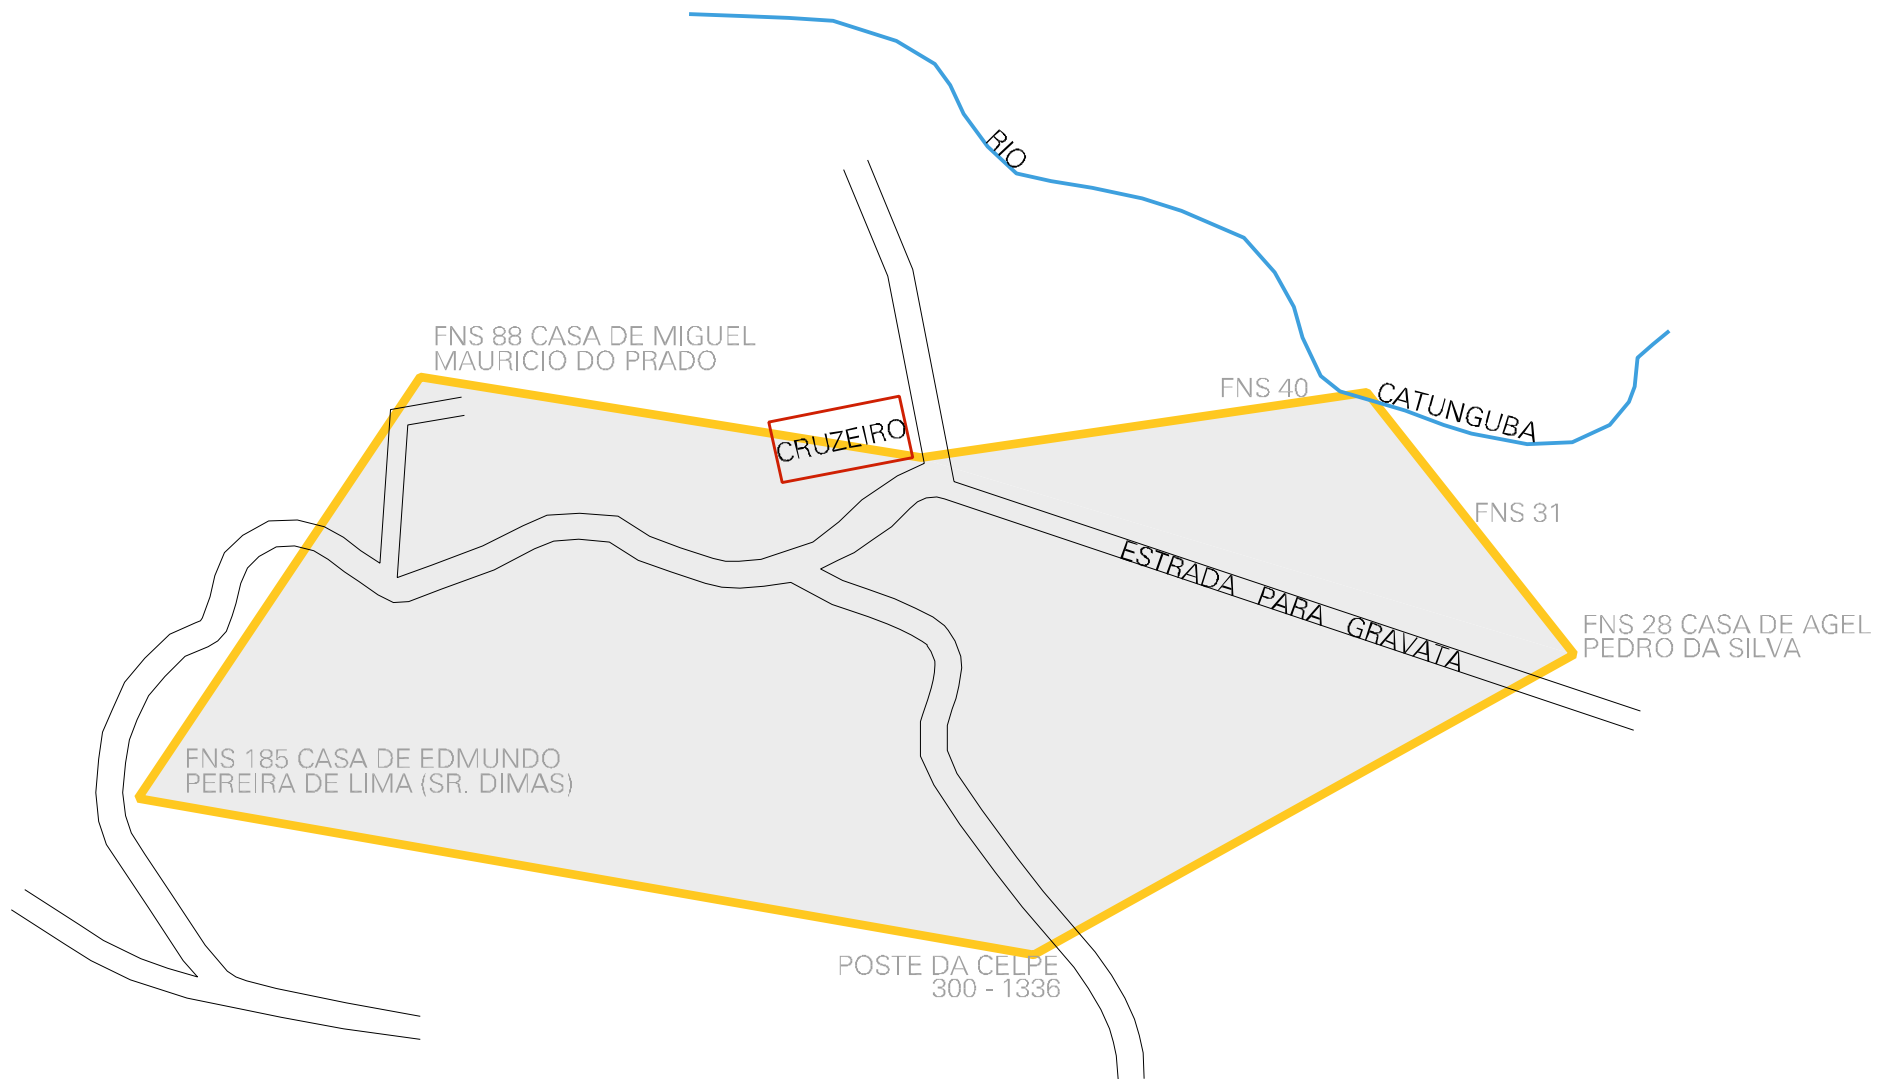 RIO
FNS 88 CASA DE MIGUEL
MAURICIO DO PRADO
FNS 40
CATUNGUBA
CRUZEIRO
FNS 31
ESTRADA PARA GRAVATA
FNS 28 CASA DE AGEL
PEDRO DA SILVA
FNS 185 CASA DE EDMUNDO
PEREIRA DE LIMA (SR. DIMAS)
POSTE DA CELPE
300 - 1336